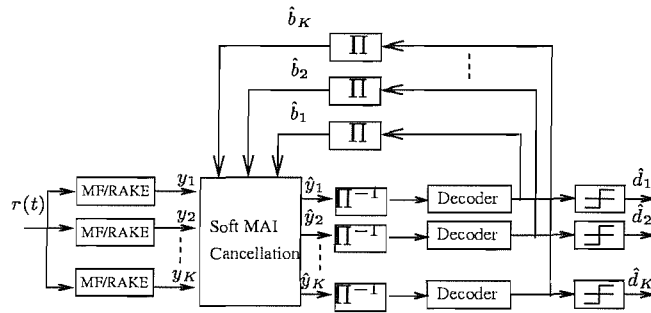 b̂_K
∏
b̂_2
∏
b̂_1
∏
r(t)
MF/RAKE y_1
MF/RAKE y_2
MF/RAKE y_K
Soft MAI
Cancellation
ŷ_1 ∏⁻¹ Decoder d̂_1
ŷ_2 ∏⁻¹ Decoder d̂_2
ŷ_K ∏⁻¹ Decoder d̂_K